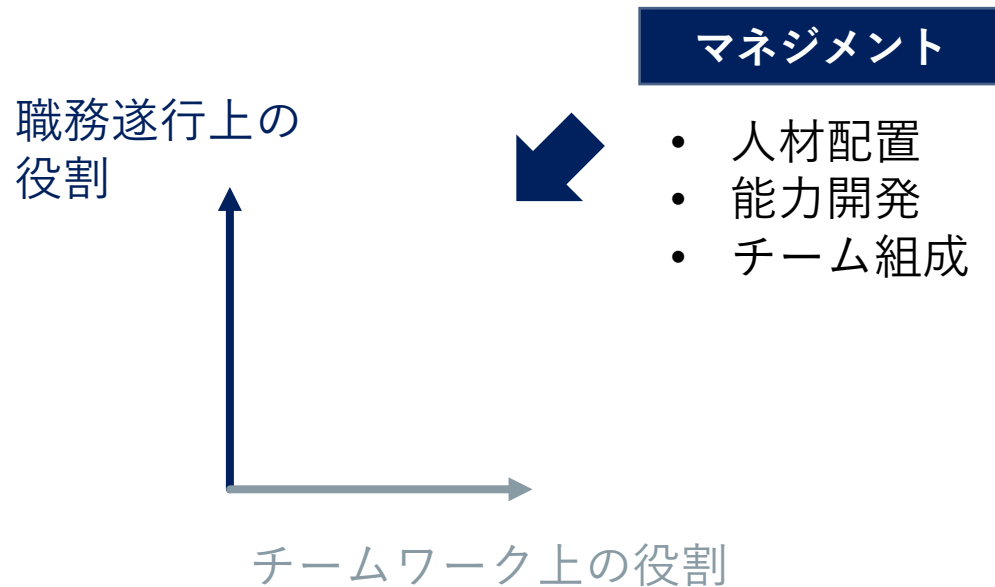 マネジメント
職務遂行上の
役割
• 人材配置
• 能力開発
• チーム組成
チームワーク上の役割